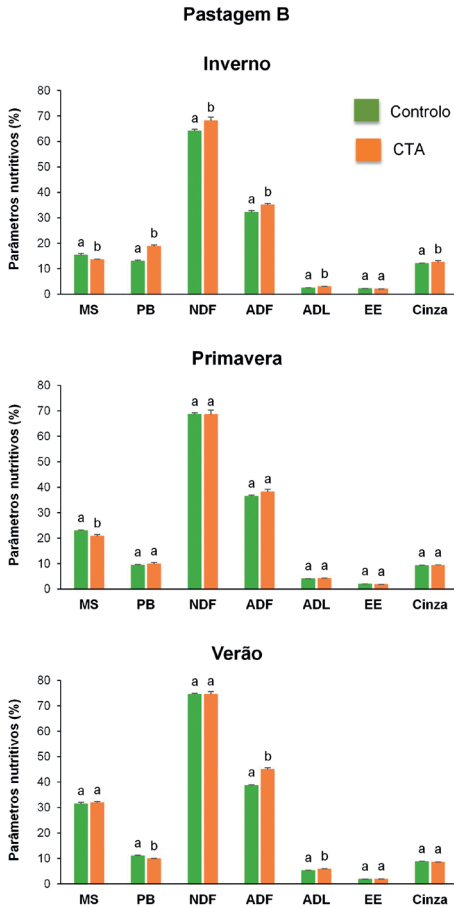 Pastagem B
Inverno
Parâmetros nutritivos (%)
80
70
60
50
40
30
20
10
0
a b a b a b a b a b a a a b
MS PB NDF ADF ADL EE Cinza
Controlo
CTA
Primavera
Parâmetros nutritivos (%)
80
70
60
50
40
30
20
10
0
a b a a a a a a a a a a a a
MS PB NDF ADF ADL EE Cinza
Verão
Parâmetros nutritivos (%)
80
70
60
50
40
30
20
10
0
a a a b a a a b a b a a a a
MS PB NDF ADF ADL EE Cinza